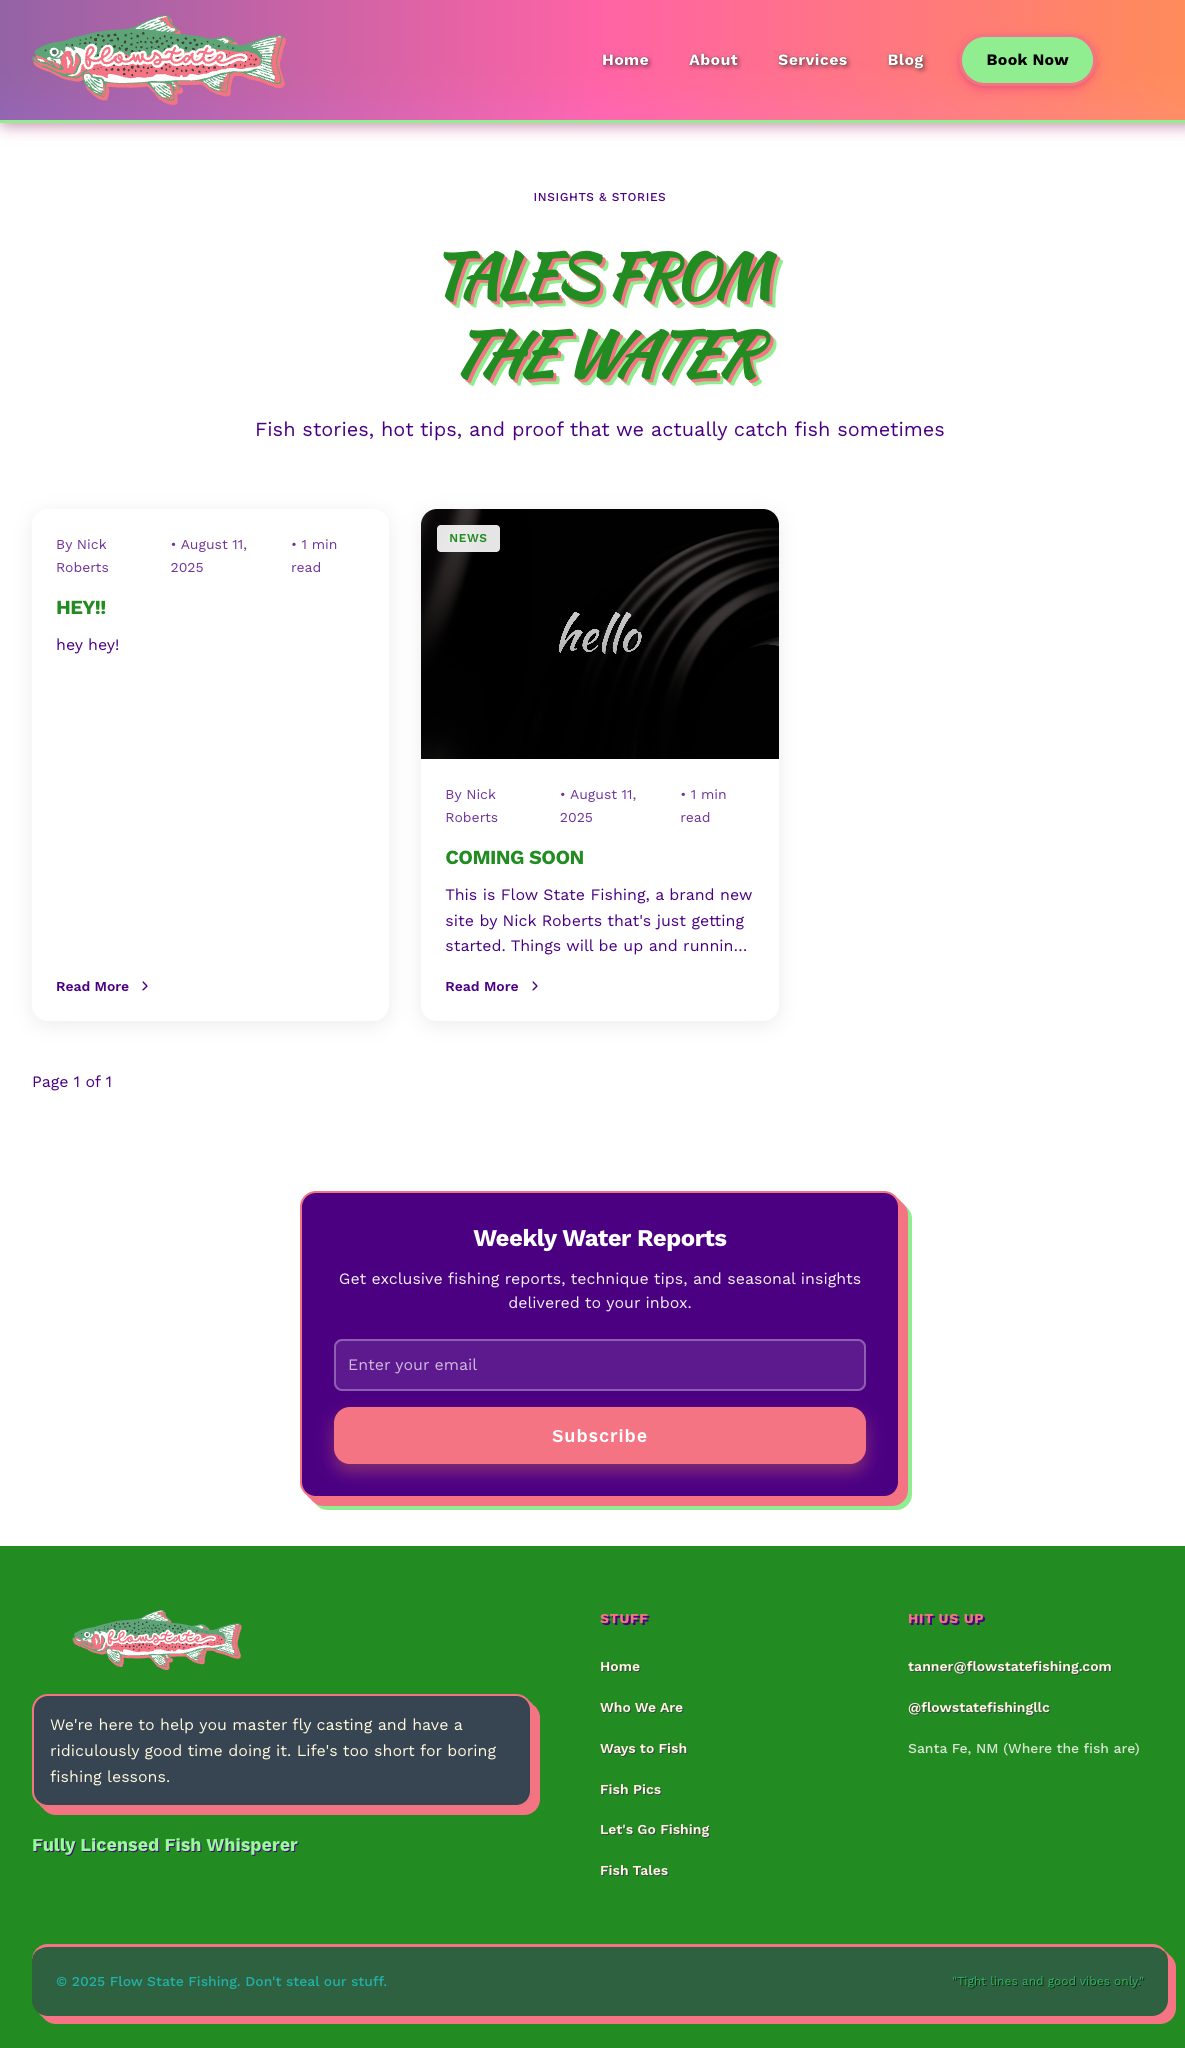 flowstate
Home
About
Services
Blog
Book Now
INSIGHTS & STORIES
TALES FROM
THE WATER
Fish stories, hot tips, and proof that we actually catch fish sometimes
By Nick
Roberts
• August 11,
2025
• 1 min
read
HEY!!
hey hey!
Read More
NEWS
hello
By Nick
Roberts
• August 11,
2025
• 1 min
read
COMING SOON
This is Flow State Fishing, a brand new
site by Nick Roberts that's just getting
started. Things will be up and runnin...
Read More
Page 1 of 1
Weekly Water Reports
Get exclusive fishing reports, technique tips, and seasonal insights
delivered to your inbox.
Enter your email
Subscribe
flowstate
We're here to help you master fly casting and have a
ridiculously good time doing it. Life's too short for boring
fishing lessons.
Fully Licensed Fish Whisperer
STUFF
Home
Who We Are
Ways to Fish
Fish Pics
Let's Go Fishing
Fish Tales
HIT US UP
tanner@flowstatefishing.com
@flowstatefishingllc
Santa Fe, NM (Where the fish are)
© 2025 Flow State Fishing. Don't steal our stuff.
"Tight lines and good vibes only."